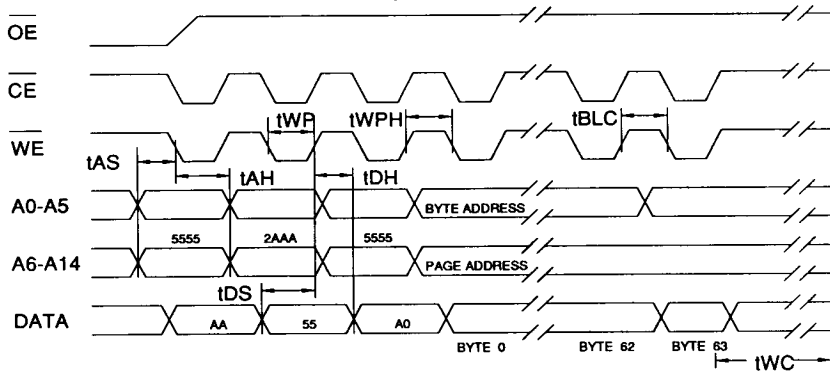 OE
CE
tWP tWPH tBLC
WE
tAS
tAH tDH
A0-A5 BYTE ADDRESS
5555 2AAA 5555
A6-A14 PAGE ADDRESS
tDS
DATA AA 55 A0
BYTE 0 BYTE 62 BYTE 63
tWC